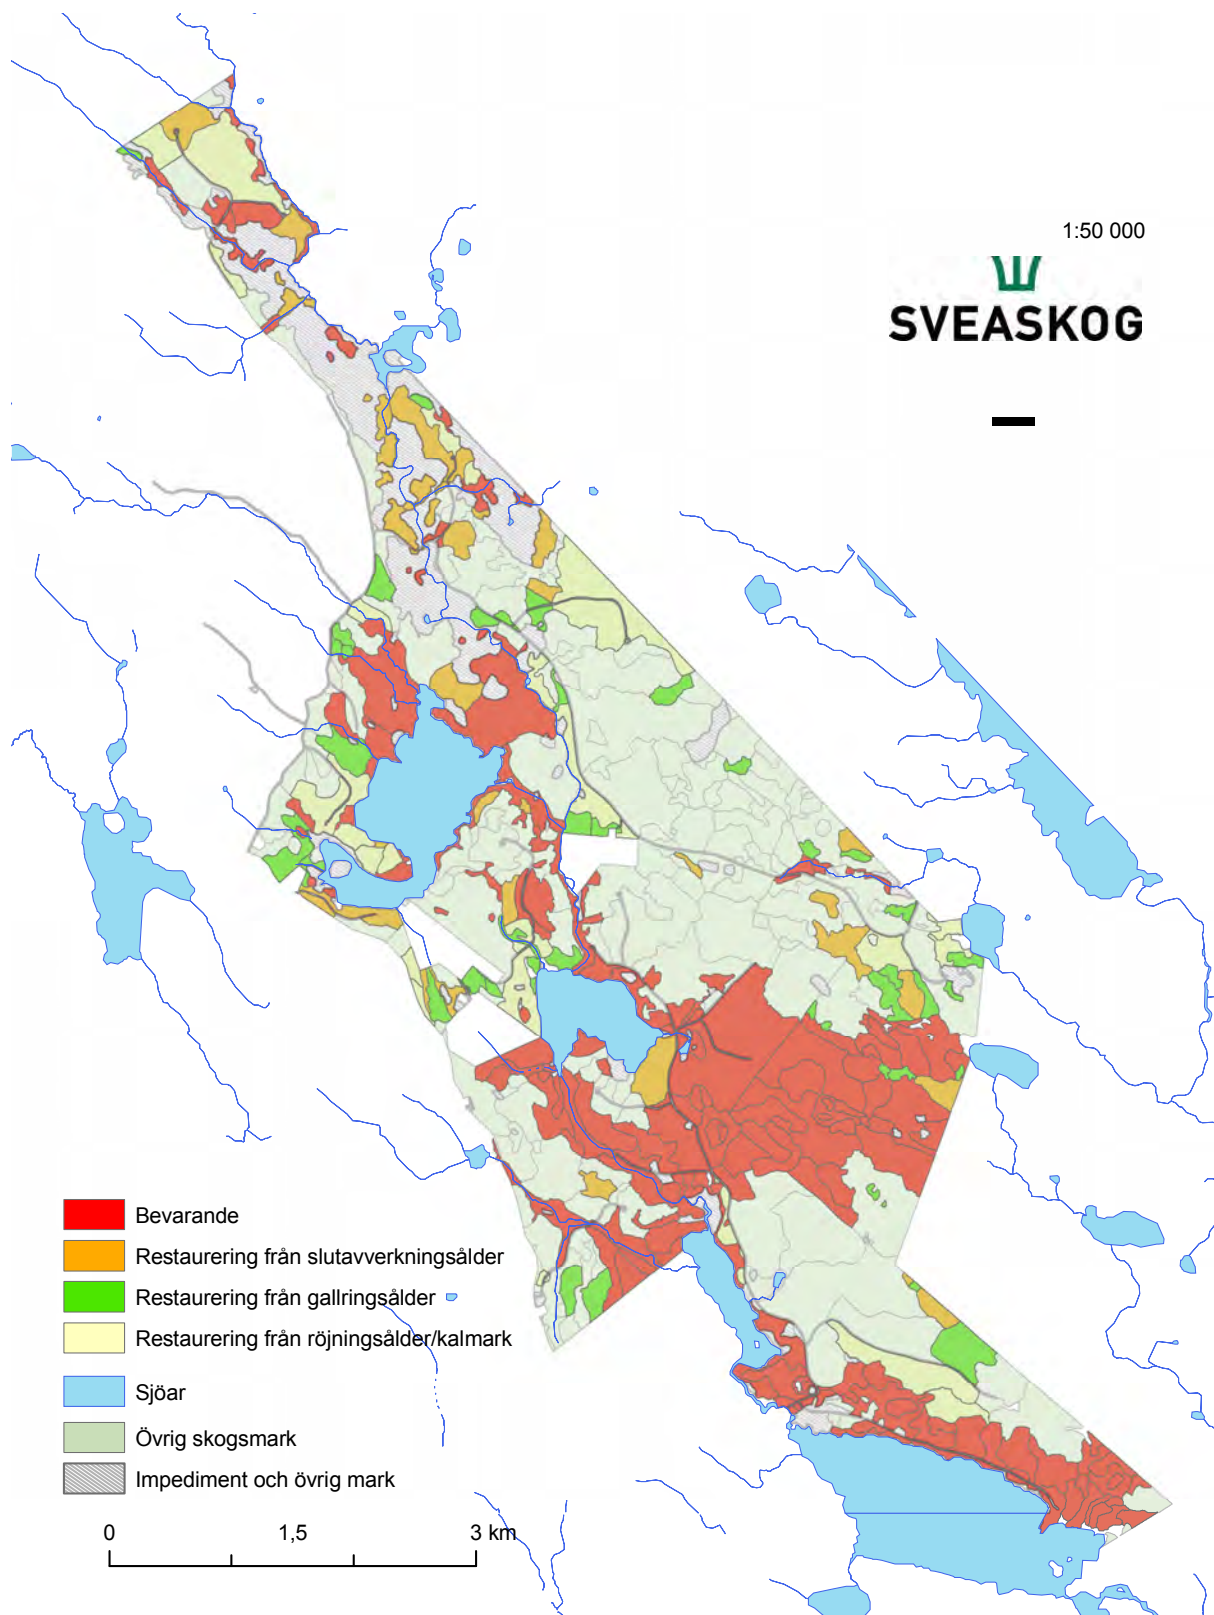 1:50 000
SVEASKOG
Bevarande
Restaurering från slutavverkningsålder
Restaurering från gallringsålder
Restaurering från röjningsålder/kalmark
Sjöar
Övrig skogsmark
Impediment och övrig mark
0 1,5 3 km